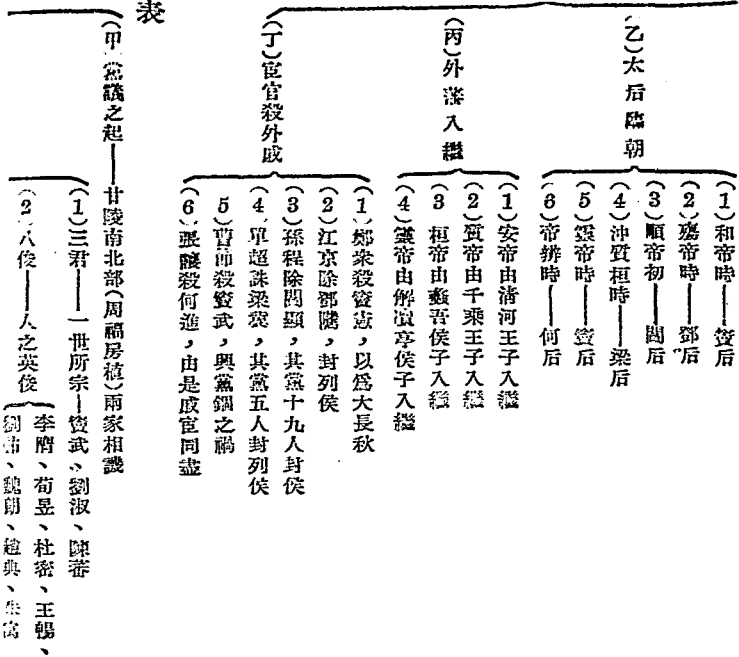 (乙)太后臨朝
(1)和帝時——竇后
(2)殤帝時——鄧后
(3)順帝初——閻后
(4)沖質桓時——梁后
(5)靈帝時——竇后
(6)帝辨時——何后
(丙)外藩入繼
(1)安帝由清河王子入繼
(2)質帝由千乘王子入繼
(3)桓帝由蠡吾侯子入繼
(4)靈帝由解瀆亭侯子入繼
(丁)宦官殺外戚
(1)鄭衆殺竇憲,以爲大長秋
(2)江京除鄧隲,封列侯
(3)孫程除閻顯,其黨十九人封侯
(4)單超誅梁冀,其黨五人封列侯
(5)曹節殺竇武,興黨錮之禍
(6)張讓殺何進,由是戚宦同盡
表
(甲)黨議之起——甘陵南北部(周福房植)兩家相譏
(1)三君——一世所宗——竇武、劉淑、陳蕃
(2)八俊——人之英俊
李膺、荀昱、杜密、王暢、
劉祐、魏朗、趙典、朱㝢